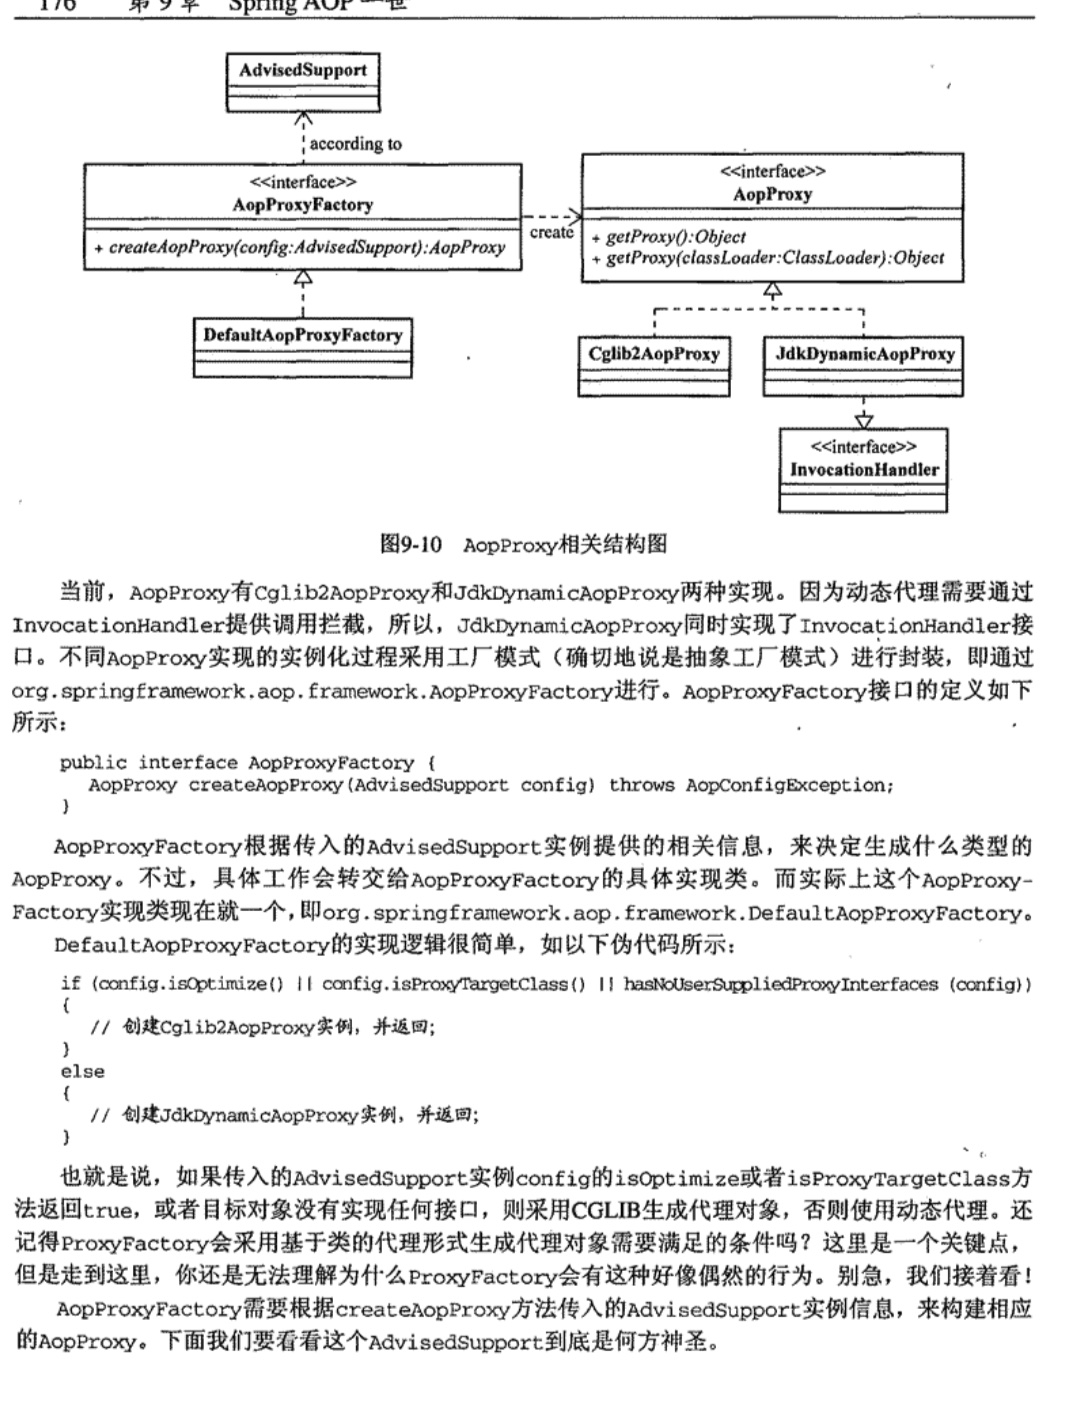 176 第9章 Spring AOP一世
AdvisedSupport
according to
<<interface>>
AopProxyFactory
+ createAopProxy(config:AdvisedSupport):AopProxy
create
<<interface>>
AopProxy
+ getProxy():Object
+ getProxy(classLoader:ClassLoader):Object
DefaultAopProxyFactory
Cglib2AopProxy
JdkDynamicAopProxy
<<interface>>
InvocationHandler
图9-10 AopProxy相关结构图
当前，AopProxy有Cglib2AopProxy和JdkDynamicAopProxy两种实现。因为动态代理需要通过
InvocationHandler提供调用拦截，所以，JdkDynamicAopProxy同时实现了InvocationHandler接
口。不同AopProxy实现的实例化过程采用工厂模式（确切地说是抽象工厂模式）进行封装，即通过
org.springframework.aop.framework.AopProxyFactory进行。AopProxyFactory接口的定义如下
所示：
public interface AopProxyFactory {
AopProxy createAopProxy(AdvisedSupport config) throws AopConfigException;
}
AopProxyFactory根据传入的AdvisedSupport实例提供的相关信息，来决定生成什么类型的
AopProxy。不过，具体工作会转交给AopProxyFactory的具体实现类。而实际上这个AopProxy-
Factory实现类现在就一个，即org.springframework.aop.framework.DefaultAopProxyFactory。
DefaultAopProxyFactory的实现逻辑很简单，如以下伪代码所示：
if (config.isOptimize() || config.isProxyTargetClass() || hasNoUserSuppliedProxyInterfaces (config))
{
// 创建Cglib2AopProxy实例，并返回;
}
else
{
// 创建JdkDynamicAopProxy实例，并返回;
}
也就是说，如果传入的AdvisedSupport实例config的isOptimize或者isProxyTargetClass方
法返回true，或者目标对象没有实现任何接口，则采用CGLIB生成代理对象，否则使用动态代理。还
记得ProxyFactory会采用基于类的代理形式生成代理对象需要满足的条件吗？这里是一个关键点，
但是走到这里，你还是无法理解为什么ProxyFactory会有这种好像偶然的行为。别急，我们接着看！
AopProxyFactory需要根据createAopProxy方法传入的AdvisedSupport实例信息，来构建相应
的AopProxy。下面我们要看看这个AdvisedSupport到底是何方神圣。